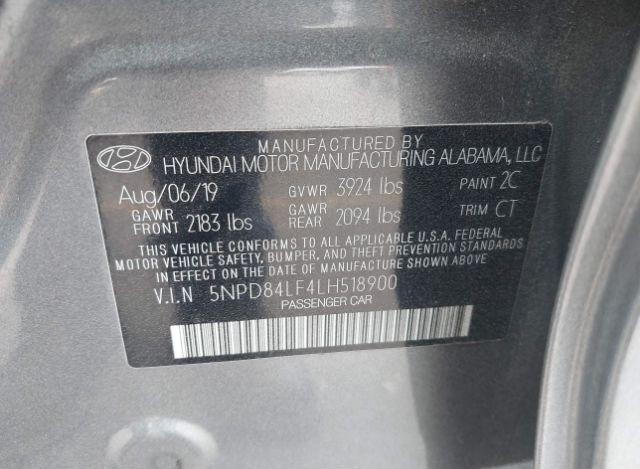 MANUFACTURED BY
HYUNDAI MOTOR MANUFACTURING ALABAMA, LLC
Aug/06/19 GVWR 3924 lbs PAINT 2C
GAWR FRONT 2183 lbs GAWR REAR 2094 lbs TRIM CT
THIS VEHICLE CONFORMS TO ALL APPLICABLE U.S.A. FEDERAL
MOTOR VEHICLE SAFETY, BUMPER, AND THEFT PREVENTION STANDARDS
IN EFFECT ON THE DATE OF MANUFACTURE SHOWN ABOVE
V.I.N 5NPD84LF4LH518900
PASSENGER CAR